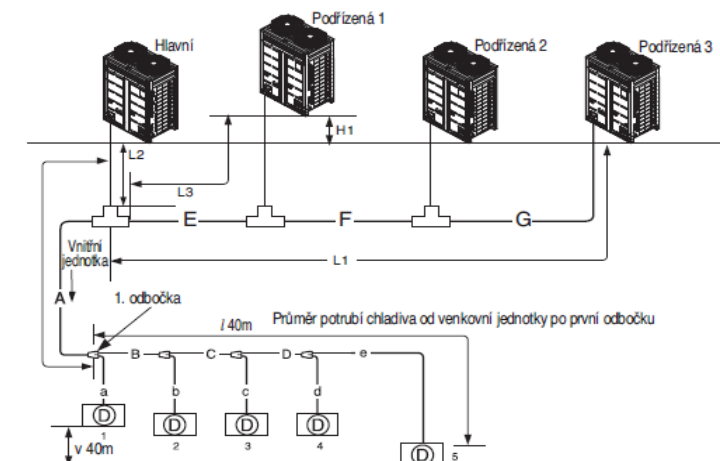 Hlavní
Podřízená 1
Podřízená 2
Podřízená 3
H1
L2
L3
E
F
G
Vnitřní
jednotka
L1
A
1. odbočka
l 40m
Průměr potrubí chladiva od venkovní jednotky po první odbočku
B
C
D
e
a
b
c
d
D
D
D
D
1
2
3
4
v 40m
D
5